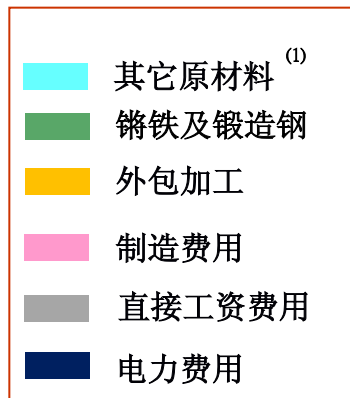 其它原材料 (1)
锵铁及锻造钢
外包加工
制造费用
直接工资费用
电力费用